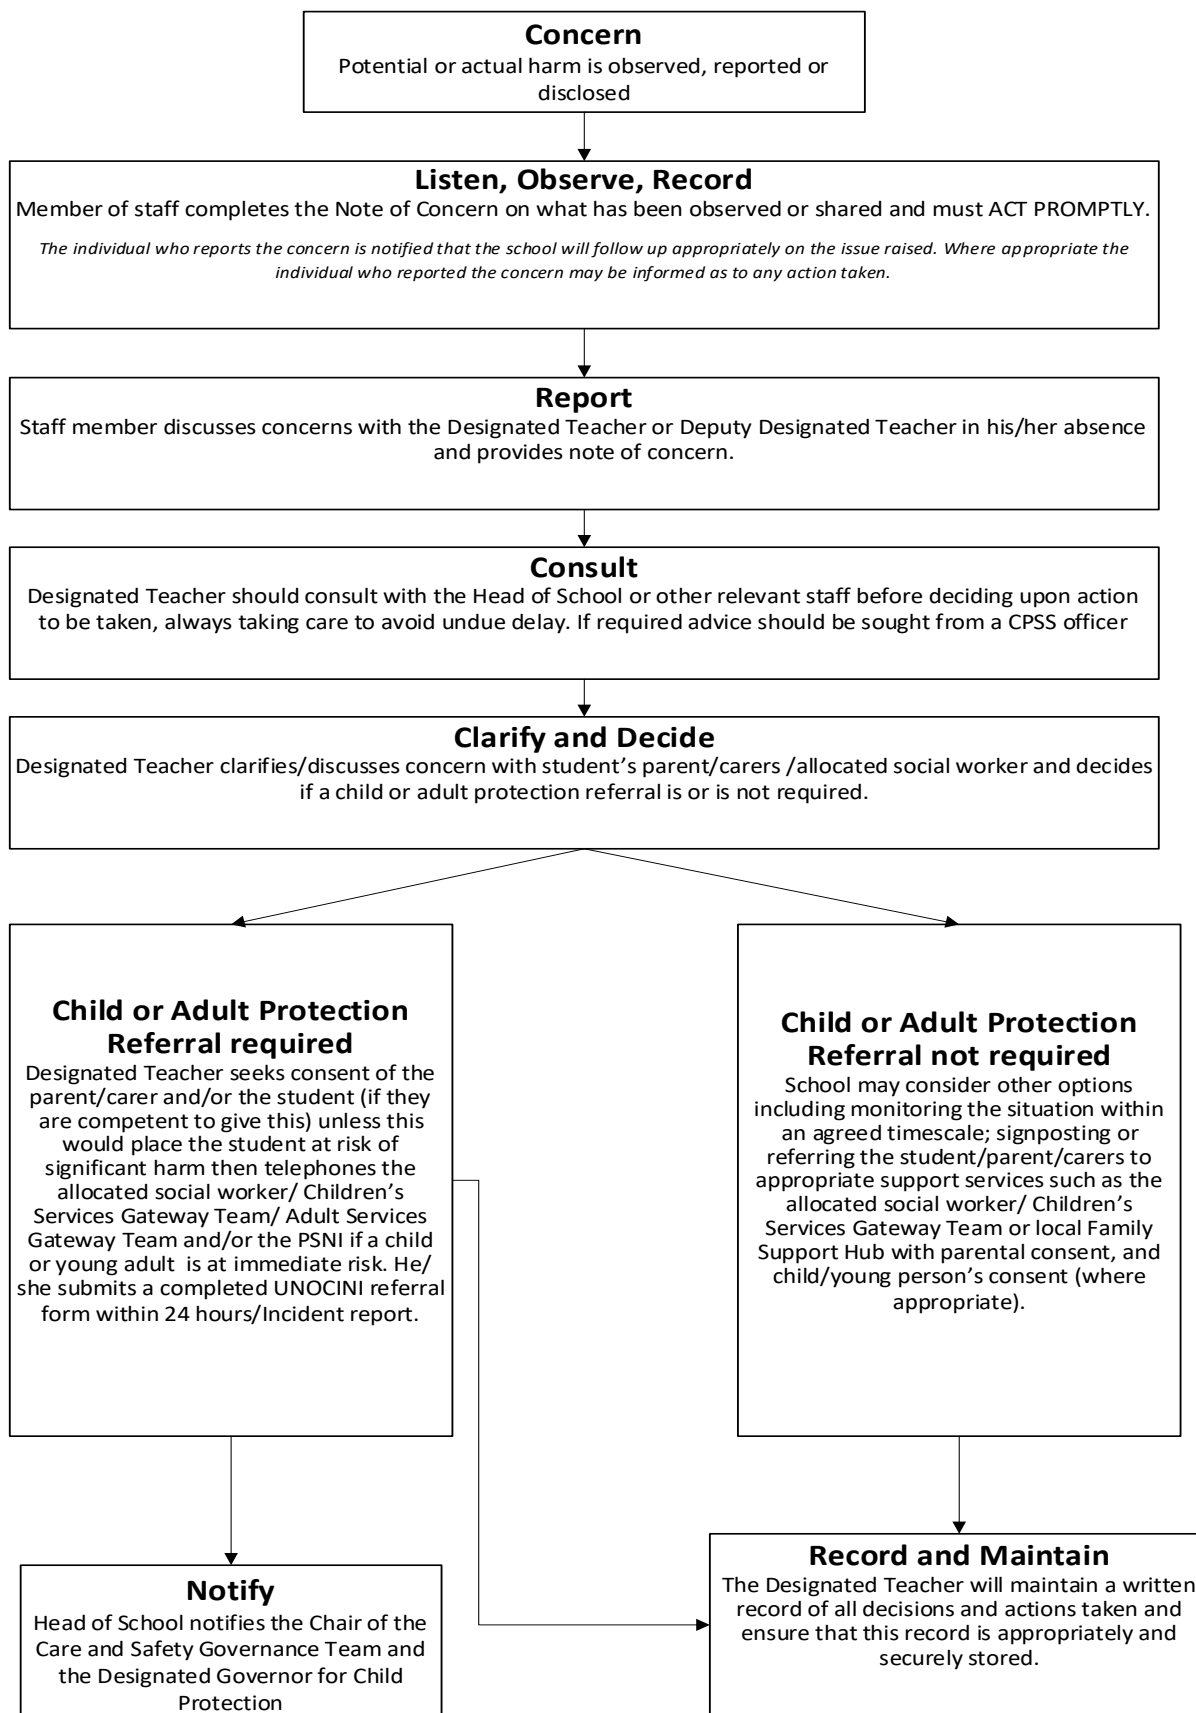 Concern
Potential or actual harm is observed, reported or
disclosed
Listen, Observe, Record
Member of staff completes the Note of Concern on what has been observed or shared and must ACT PROMPTLY.
The individual who reports the concern is notified that the school will follow up appropriately on the issue raised. Where appropriate the
individual who reported the concern may be informed as to any action taken.
Report
Staff member discusses concerns with the Designated Teacher or Deputy Designated Teacher in his/her absence
and provides note of concern.
Consult
Designated Teacher should consult with the Head of School or other relevant staff before deciding upon action
to be taken, always taking care to avoid undue delay. If required advice should be sought from a CPSS officer
Clarify and Decide
Designated Teacher clarifies/discusses concern with student’s parent/carers /allocated social worker and decides
if a child or adult protection referral is or is not required.
Child or Adult Protection
Referral required
Designated Teacher seeks consent of the
parent/carer and/or the student (if they
are competent to give this) unless this
would place the student at risk of
significant harm then telephones the
allocated social worker/ Children’s
Services Gateway Team/ Adult Services
Gateway Team and/or the PSNI if a child
or young adult  is at immediate risk. He/
she submits a completed UNOCINI referral
form within 24 hours/Incident report.
Child or Adult Protection
Referral not required
School may consider other options
including monitoring the situation within
an agreed timescale; signposting or
referring the student/parent/carers to
appropriate support services such as the
allocated social worker/ Children’s
Services Gateway Team or local Family
Support Hub with parental consent, and
child/young person’s consent (where
appropriate).
Notify
Head of School notifies the Chair of the
Care and Safety Governance Team and
the Designated Governor for Child
Protection
Record and Maintain
The Designated Teacher will maintain a written
record of all decisions and actions taken and
ensure that this record is appropriately and
securely stored.